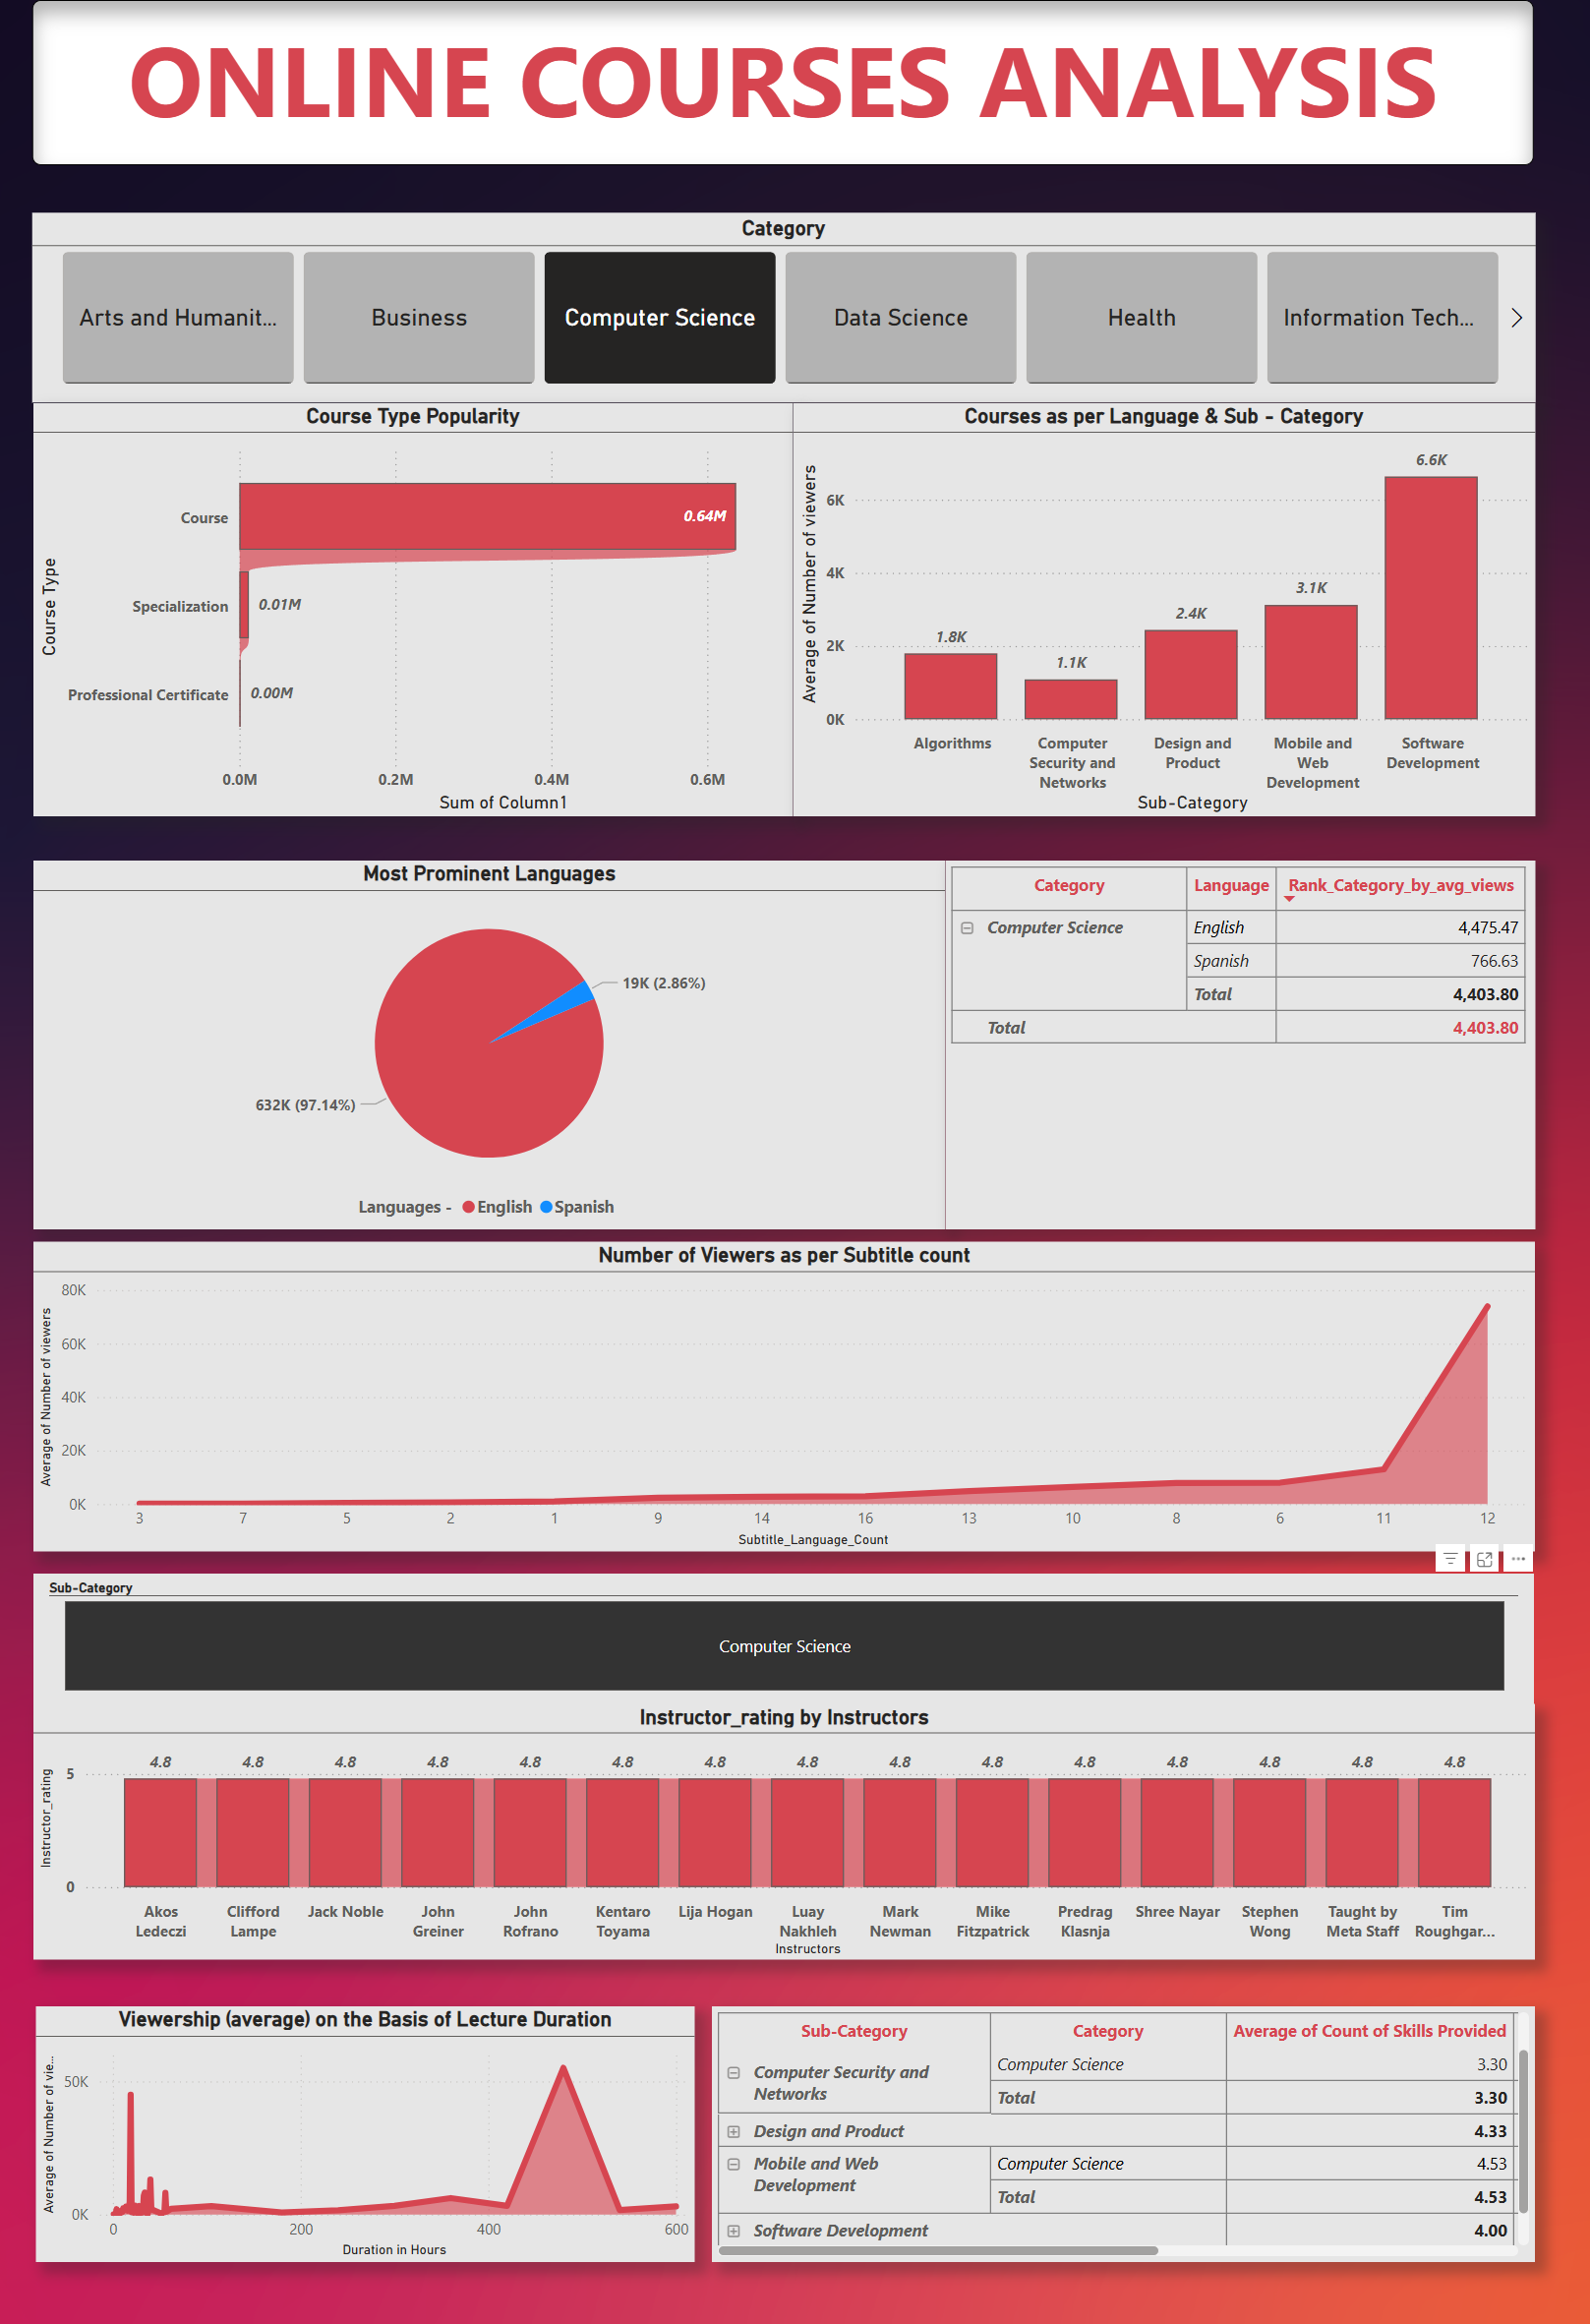 ONLINE COURSES ANALYSIS
Category
Arts and Humanit...
Business
Computer Science
Data Science
Health
Information Tech...
Course Type Popularity
Course Type
Course
0.64M
Specialization
0.01M
Professional Certificate
0.00M
0.0M 0.2M 0.4M 0.6M
Sum of Column1
Courses as per Language & Sub - Category
Average of Number of viewers
6K
4K
2K
0K
1.8K
1.1K
2.4K
3.1K
6.6K
Algorithms
Computer
Security and
Networks
Design and
Product
Mobile and
Web
Development
Software
Development
Sub-Category
Most Prominent Languages
19K (2.86%)
632K (97.14%)
Languages - English Spanish
Category Language Rank_Category_by_avg_views
Computer Science English 4,475.47
Spanish 766.63
Total 4,403.80
Total 4,403.80
Number of Viewers as per Subtitle count
Average of Number of viewers
80K
60K
40K
20K
0K
3 7 5 2 1 9 14 16 13 10 8 6 11 12
Subtitle_Language_Count
Sub-Category
Computer Science
Instructor_rating by Instructors
Instructor_rating
5
0
4.8 4.8 4.8 4.8 4.8 4.8 4.8 4.8 4.8 4.8 4.8 4.8 4.8 4.8 4.8
Akos
Ledeczi
Clifford
Lampe
Jack Noble
John
Greiner
John
Rofrano
Kentaro
Toyama
Lija Hogan
Luay
Nakhleh
Mark
Newman
Mike
Fitzpatrick
Predrag
Klasnja
Shree Nayar
Stephen
Wong
Taught by
Meta Staff
Tim
Roughgar...
Instructors
Viewership (average) on the Basis of Lecture Duration
Average of Number of vie...
50K
0K
0 200 400 600
Duration in Hours
Sub-Category Category Average of Count of Skills Provided
Computer Security and
Networks
Computer Science 3.30
Total 3.30
Design and Product 4.33
Mobile and Web
Development
Computer Science 4.53
Total 4.53
Software Development 4.00